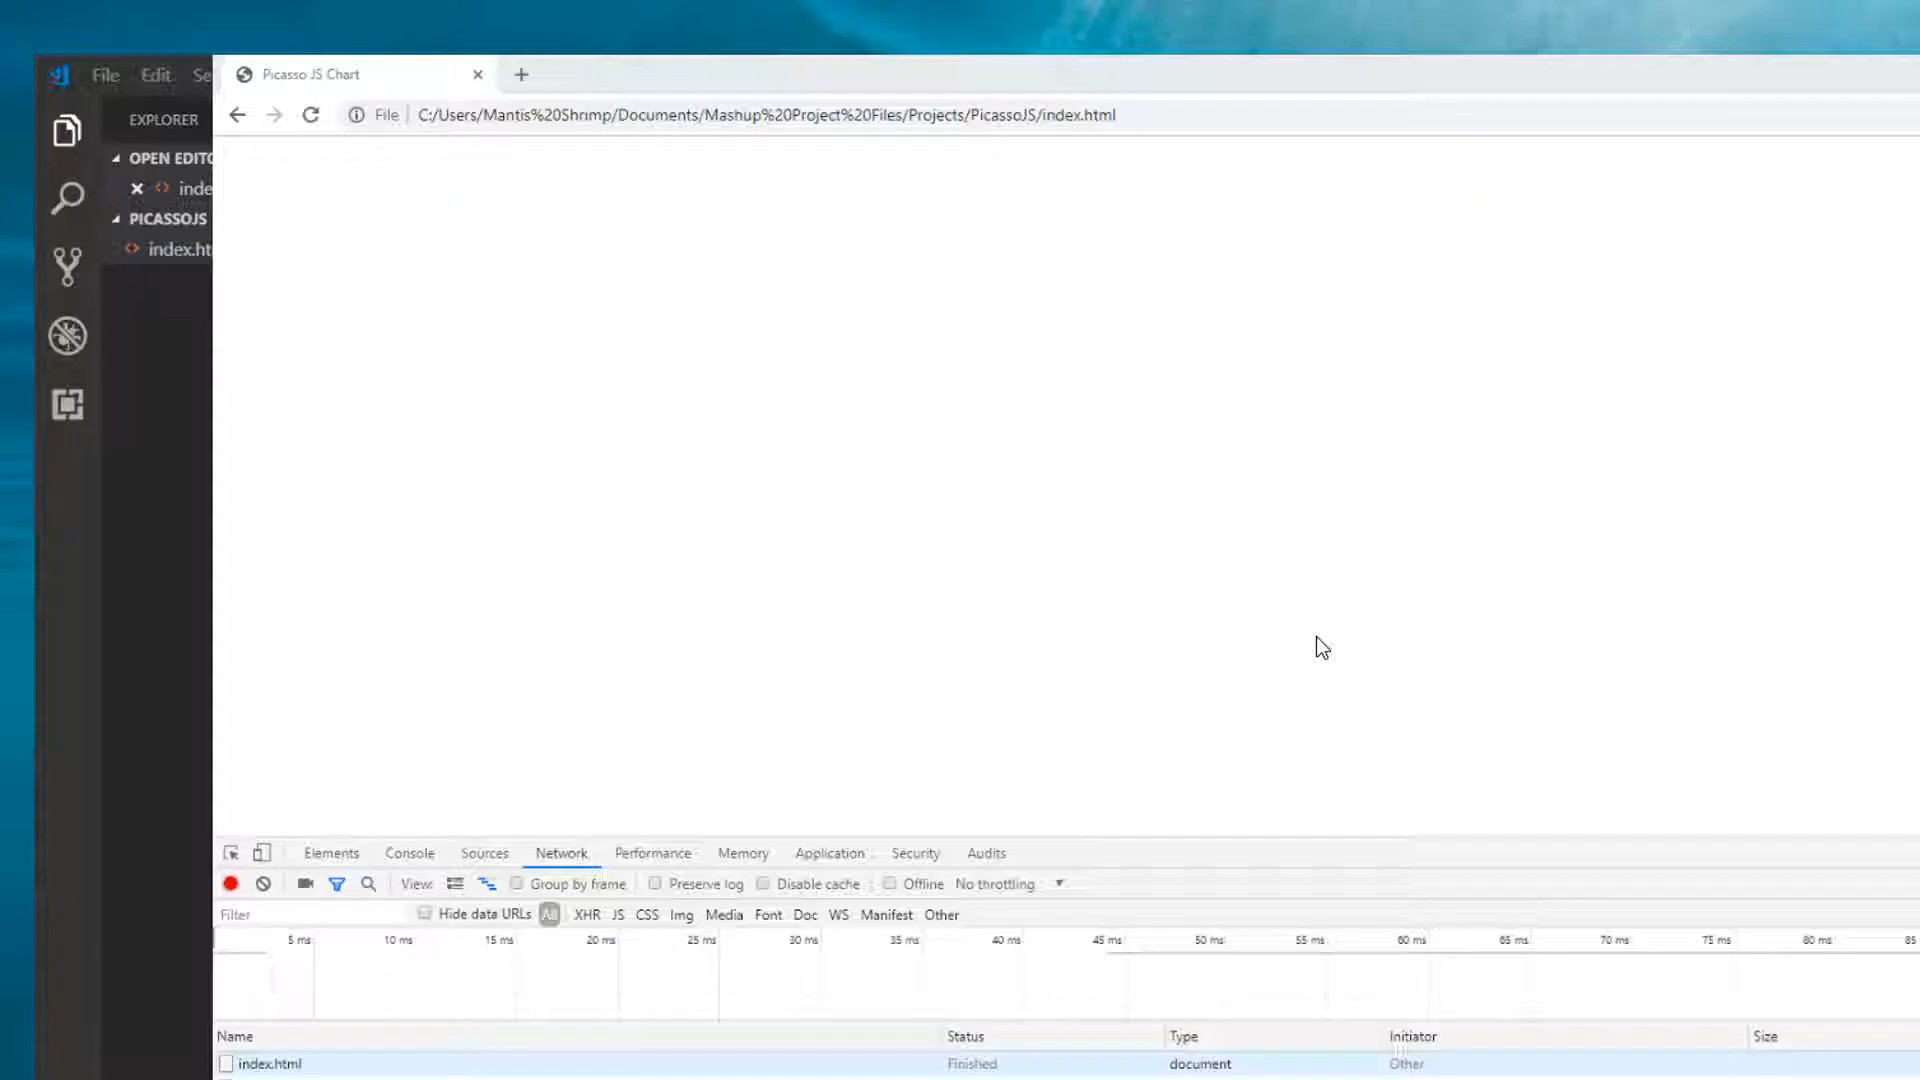 File Edit Se
Picasso JS Chart
File C:/Users/Mantis%20Shrimp/Documents/Mashup%20Project%20Files/Projects/PicassoJS/index.html
EXPLORER
OPEN EDITO
inde
PICASSOJS
index.ht
Elements Console Sources Network Performance Memory Application Security Audits
View: Group by frame Preserve log Disable cache Offline No throttling
Filter Hide data URLs All XHR JS CSS Img Media Font Doc WS Manifest Other
5 ms 10 ms 15 ms 20 ms 25 ms 30 ms 35 ms 40 ms 45 ms 50 ms 55 ms 60 ms 65 ms 70 ms 75 ms 80 ms 85
Name Status Type Initiator Size
index.html Finished document Other